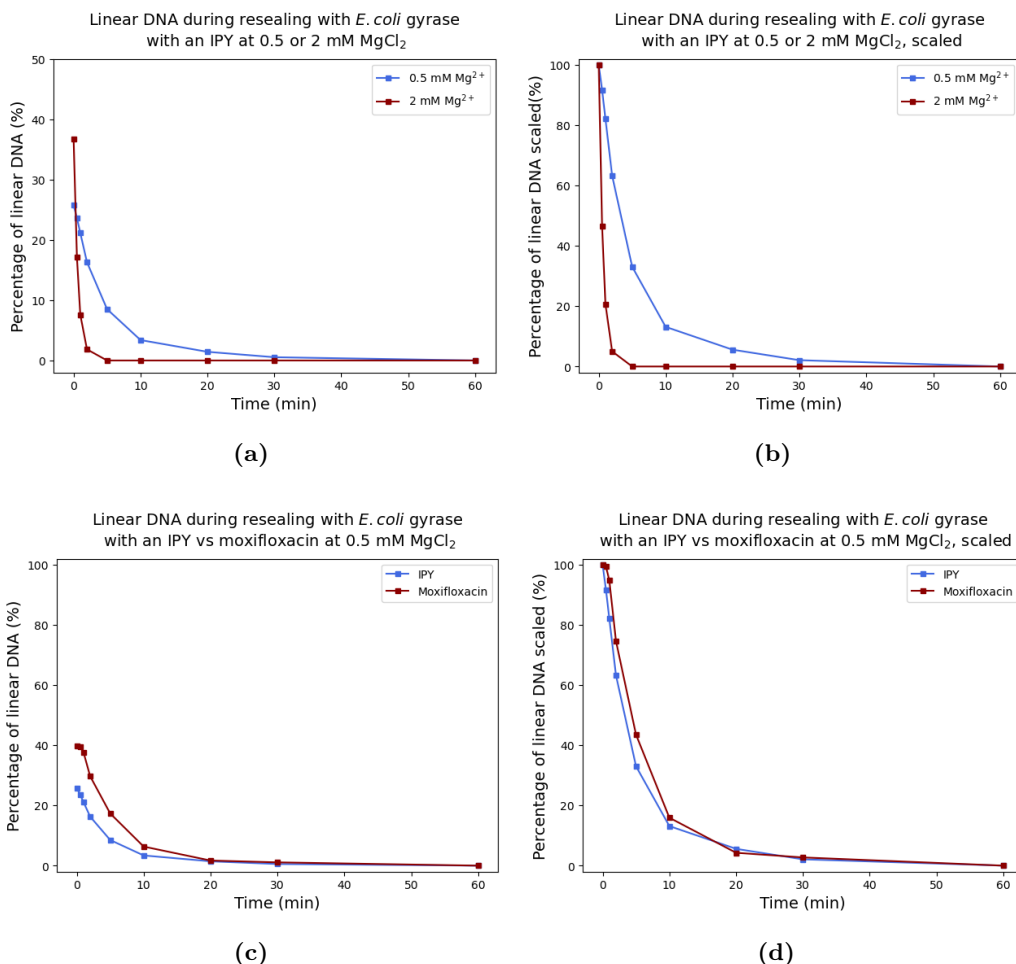 Linear DNA during resealing with E.coli gyrase
with an IPY at 0.5 or 2 mM MgCl₂
50
40
30
20
10
0
Percentage of linear DNA (%)
0.5 mM Mg²⁺
2 mM Mg²⁺
0 10 20 30 40 50 60
Time (min)
(a)
Linear DNA during resealing with E.coli gyrase
with an IPY at 0.5 or 2 mM MgCl₂, scaled
100
80
60
40
20
0
Percentage of linear DNA scaled(%)
0.5 mM Mg²⁺
2 mM Mg²⁺
0 10 20 30 40 50 60
Time (min)
(b)
Linear DNA during resealing with E.coli gyrase
with an IPY vs moxifloxacin at 0.5 mM MgCl₂
100
80
60
40
20
0
Percentage of linear DNA (%)
IPY
Moxifloxacin
0 10 20 30 40 50 60
Time (min)
(c)
Linear DNA during resealing with E.coli gyrase
with an IPY vs moxifloxacin at 0.5 mM MgCl₂, scaled
100
80
60
40
20
0
Percentage of linear DNA scaled (%)
IPY
Moxifloxacin
0 10 20 30 40 50 60
Time (min)
(d)